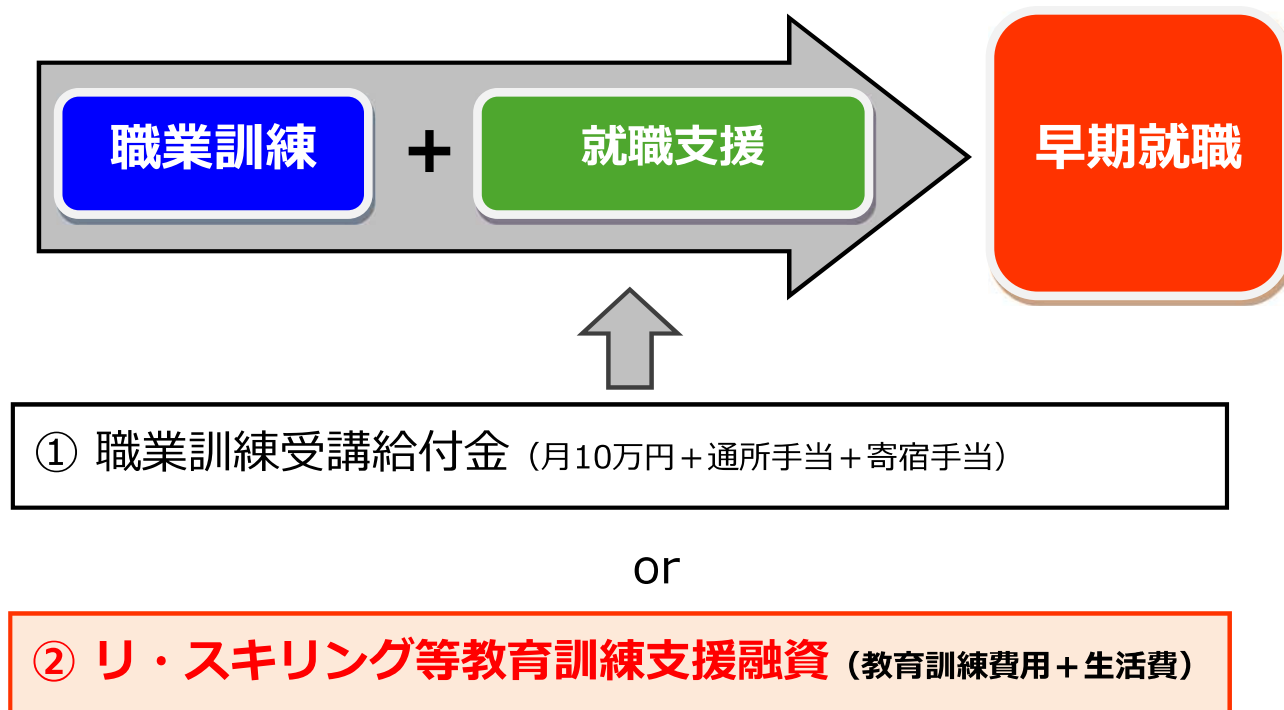 職業訓練 + 就職支援 早期就職
① 職業訓練受講給付金（月10万円＋通所手当＋寄宿手当）
or
② リ・スキリング等教育訓練支援融資（教育訓練費用＋生活費）